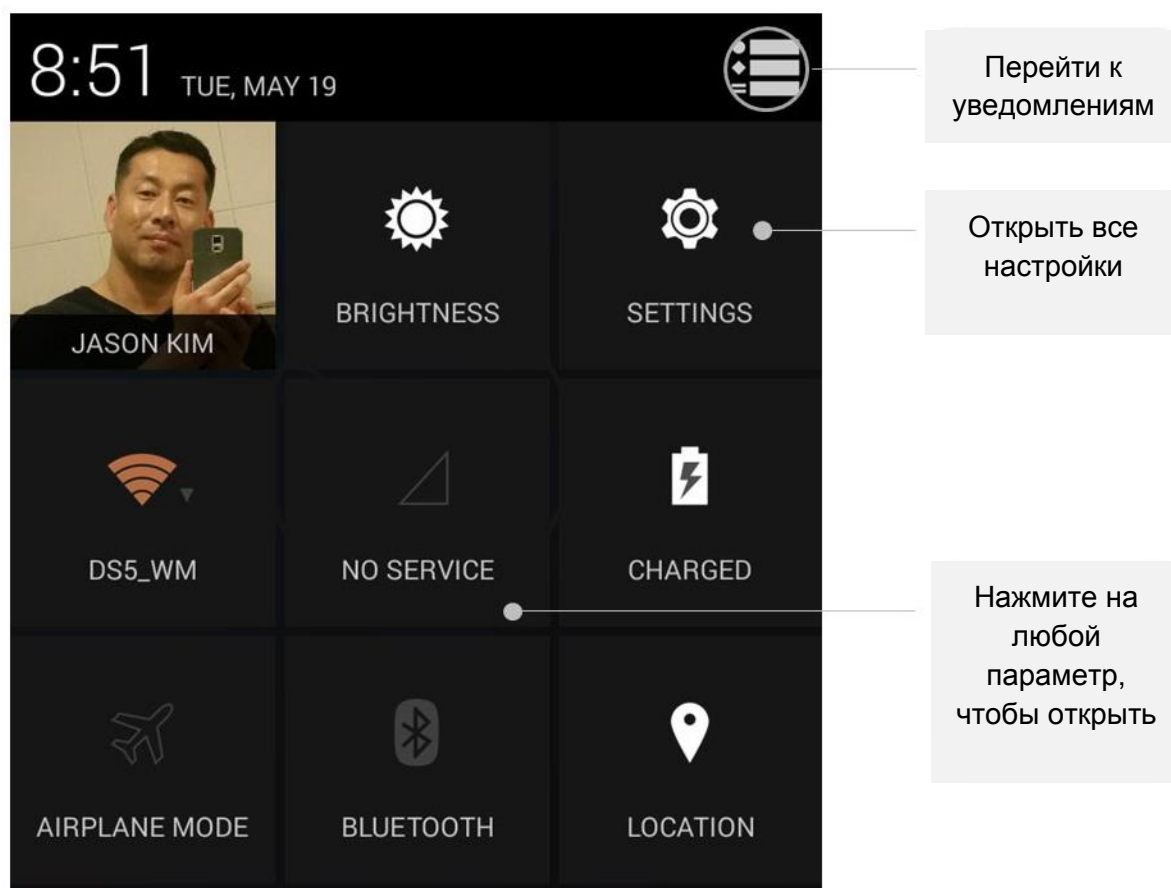 8:51 TUE, MAY 19
Перейти к
уведомлениям
JASON KIM
BRIGHTNESS
SETTINGS
Открыть все
настройки
DS5_WM
NO SERVICE
CHARGED
Нажмите на
любой
параметр,
чтобы открыть
AIRPLANE MODE
BLUETOOTH
LOCATION